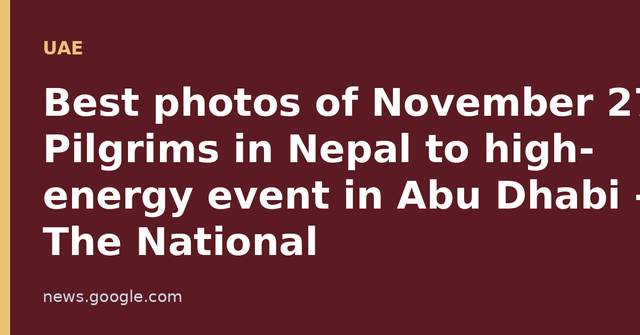 UAE
Best photos of November 27
Pilgrims in Nepal to high-
energy event in Abu Dhabi -
The National
news.google.com